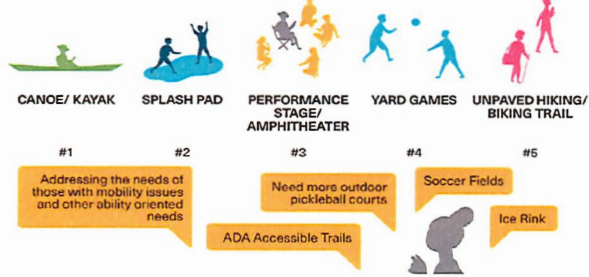 CANOE/ KAYAK
SPLASH PAD
PERFORMANCE
STAGE/
AMPHITHEATER
YARD GAMES
UNPAVED HIKING/
BIKING TRAIL
#1
#2
#3
#4
#5
Addressing the needs of
those with mobility issues
and other ability oriented
needs
Need more outdoor
pickleball courts
Soccer Fields
ADA Accessible Trails
Ice Rink